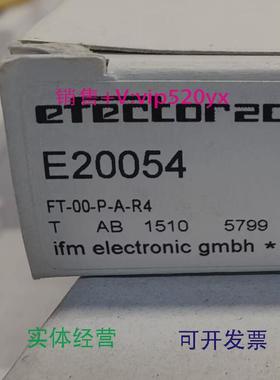 销售+V:vip520yx
efector200
E20054
FT-00-P-A-R4
T AB 1510 5799
ifm electronic gmbh *
实体经营 可开发票